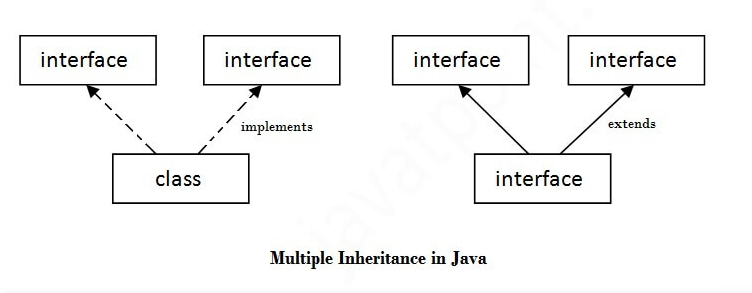 interface
interface
interface
interface
implements
extends
class
interface
Multiple Inheritance in Java